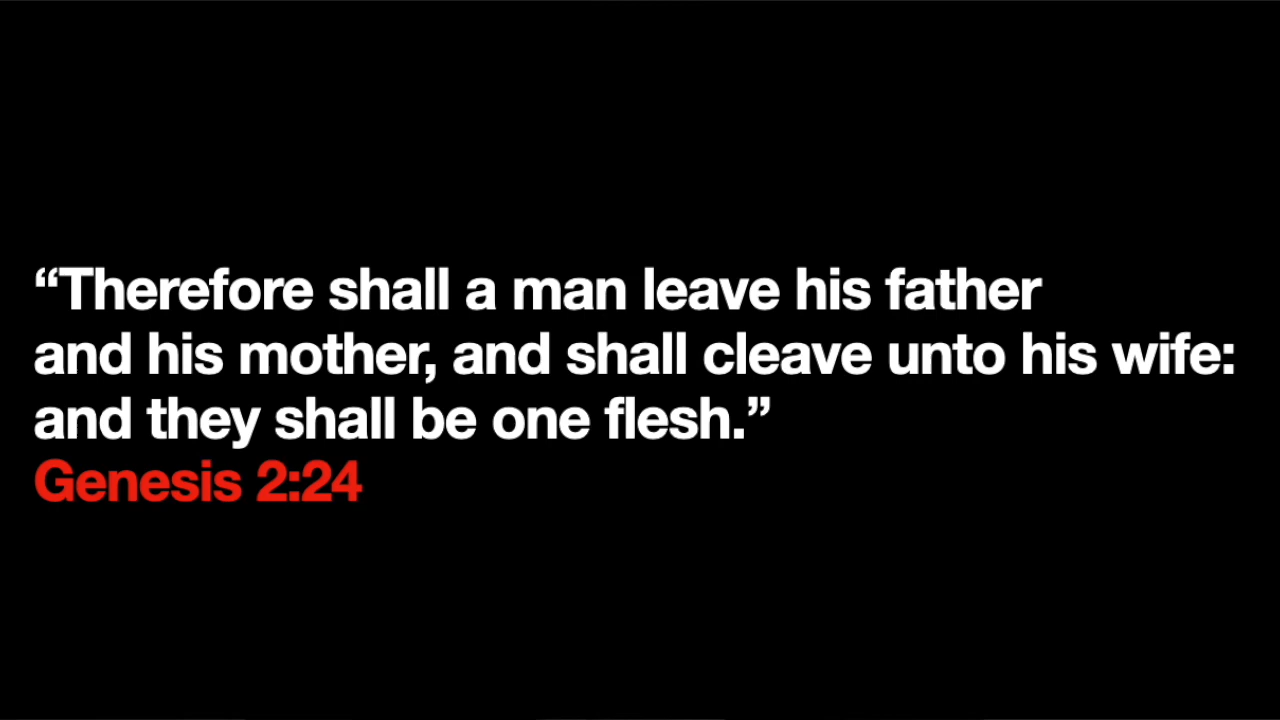 “Therefore shall a man leave his father
and his mother, and shall cleave unto his wife:
and they shall be one flesh.”
Genesis 2:24